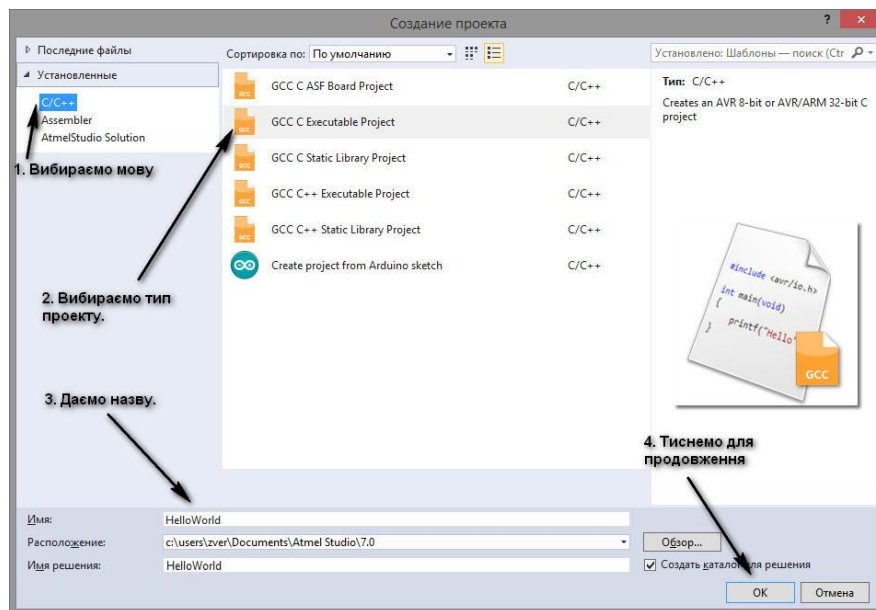 Создание проекта
Последние файлы
Установленные
C/C++
Assembler
AtmelStudio Solution
1. Вибираємо мову
2. Вибираємо тип
проекту.
3. Даємо назву.
Сортировка по: По умолчанию
GCC C ASF Board Project C/C++
GCC C Executable Project C/C++
GCC C Static Library Project C/C++
GCC C++ Executable Project C/C++
GCC C++ Static Library Project C/C++
Create project from Arduino sketch C/C++
Установлено: Шаблоны — поиск (Ctr
Тип: C/C++
Creates an AVR 8-bit or AVR/ARM 32-bit C
project
#include <avr/io.h>
int main(void)
{
printf("Hello"
}
GCC
4. Тиснемо для
продовження
Имя: HelloWorld
Расположение: c:\users\zver\Documents\Atmel Studio\7.0 Обзор...
Имя решения: HelloWorld Создать каталог для решения
OK Отмена